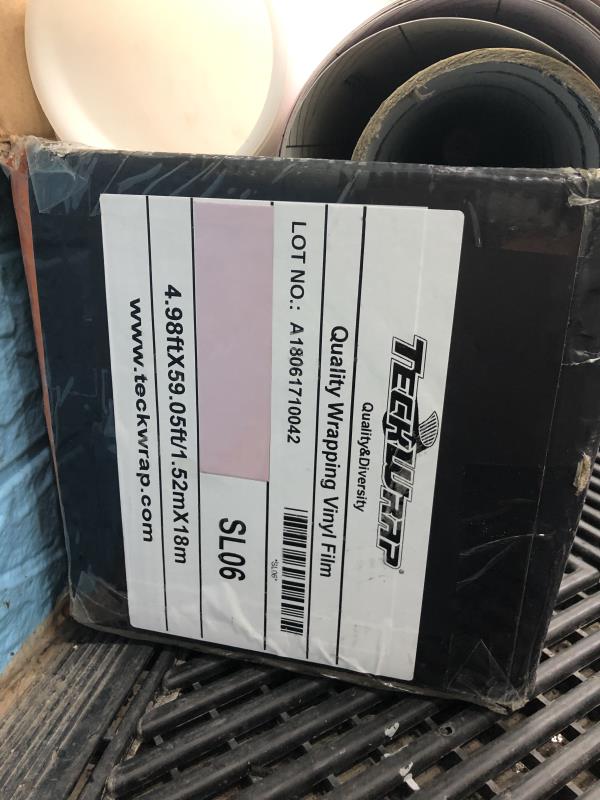 TECKWRAP®
Quality&Diversity
Quality Wrapping Vinyl Film
LOT NO.: A18061710042
*SL06*
SL06
4.98ftX59.05ft/1.52mX18m
www.teckwrap.com